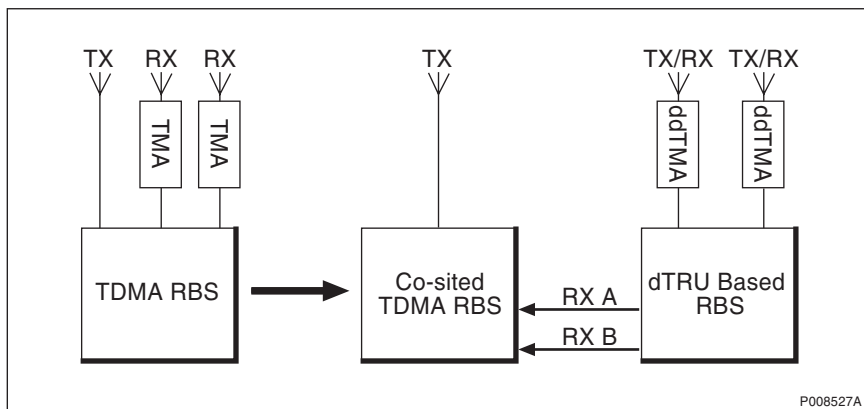 TX RX RX TX TX/RX TX/RX
TMA TMA ddTMA ddTMA
TDMA RBS
Co-sited
TDMA RBS
RX A
RX B
dTRU Based
RBS
P008527A